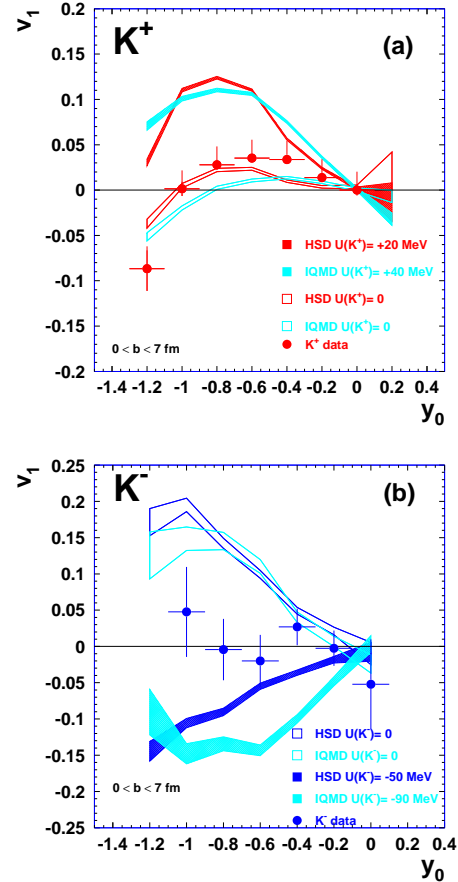 K+
(a)
v1
0.2
0.15
0.1
0.05
0
-0.05
-0.1
-0.15
-0.2
HSD U(K+)= +20 MeV
IQMD U(K+)= +40 MeV
HSD U(K+)= 0
IQMD U(K+)= 0
K+ data
0 < b < 7 fm
-1.4 -1.2 -1 -0.8 -0.6 -0.4 -0.2 0 0.2 0.4
y0
K-
(b)
v1
0.25
0.2
0.15
0.1
0.05
0
-0.05
-0.1
-0.15
-0.2
-0.25
HSD U(K-)= 0
IQMD U(K-)= 0
HSD U(K-)= -50 MeV
IQMD U(K-)= -90 MeV
K- data
0 < b < 7 fm
-1.4 -1.2 -1 -0.8 -0.6 -0.4 -0.2 0 0.2 0.4
y0